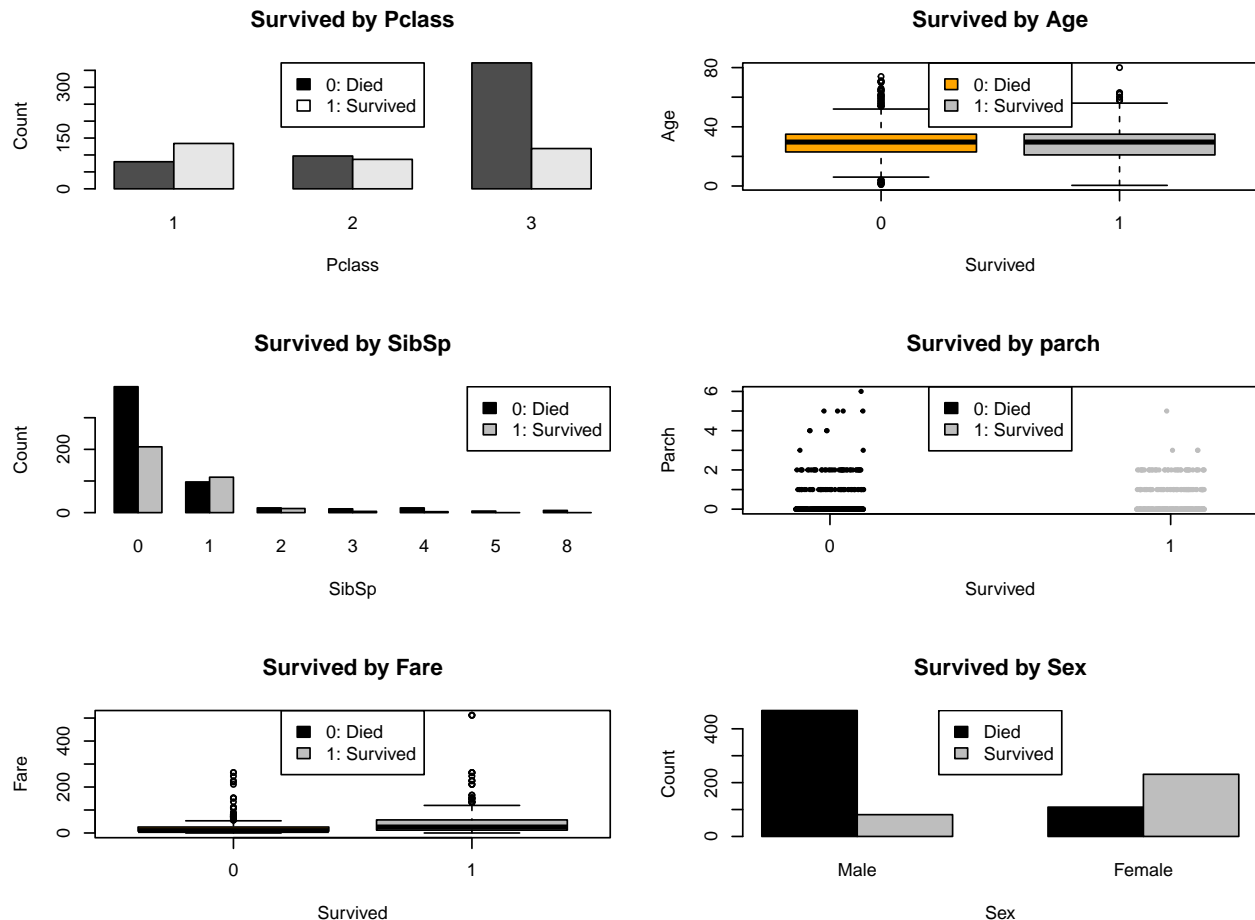 Survived by Pclass
Count
0
150
350
0: Died
1: Survived
1 2 3
Pclass
Survived by Age
Age
0
40
80
0: Died
1: Survived
0 1
Survived
Survived by SibSp
Count
0
200
0: Died
1: Survived
0 1 2 3 4 5 8
SibSp
Survived by parch
Parch
0
2
4
6
0: Died
1: Survived
0 1
Survived
Survived by Fare
Fare
0
200
400
0: Died
1: Survived
0 1
Survived
Survived by Sex
Count
0
200
400
Died
Survived
Male Female
Sex